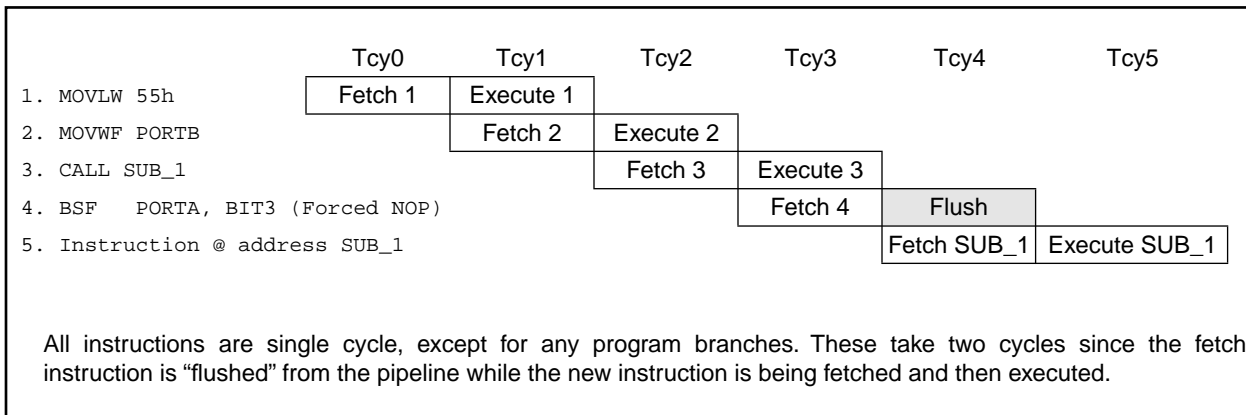 Tcy0 Tcy1 Tcy2 Tcy3 Tcy4 Tcy5
1. MOVLW 55h Fetch 1 Execute 1
2. MOVWF PORTB Fetch 2 Execute 2
3. CALL SUB_1 Fetch 3 Execute 3
4. BSF PORTA, BIT3 (Forced NOP) Fetch 4 Flush
5. Instruction @ address SUB_1 Fetch SUB_1 Execute SUB_1
All instructions are single cycle, except for any program branches. These take two cycles since the fetch
instruction is “flushed” from the pipeline while the new instruction is being fetched and then executed.